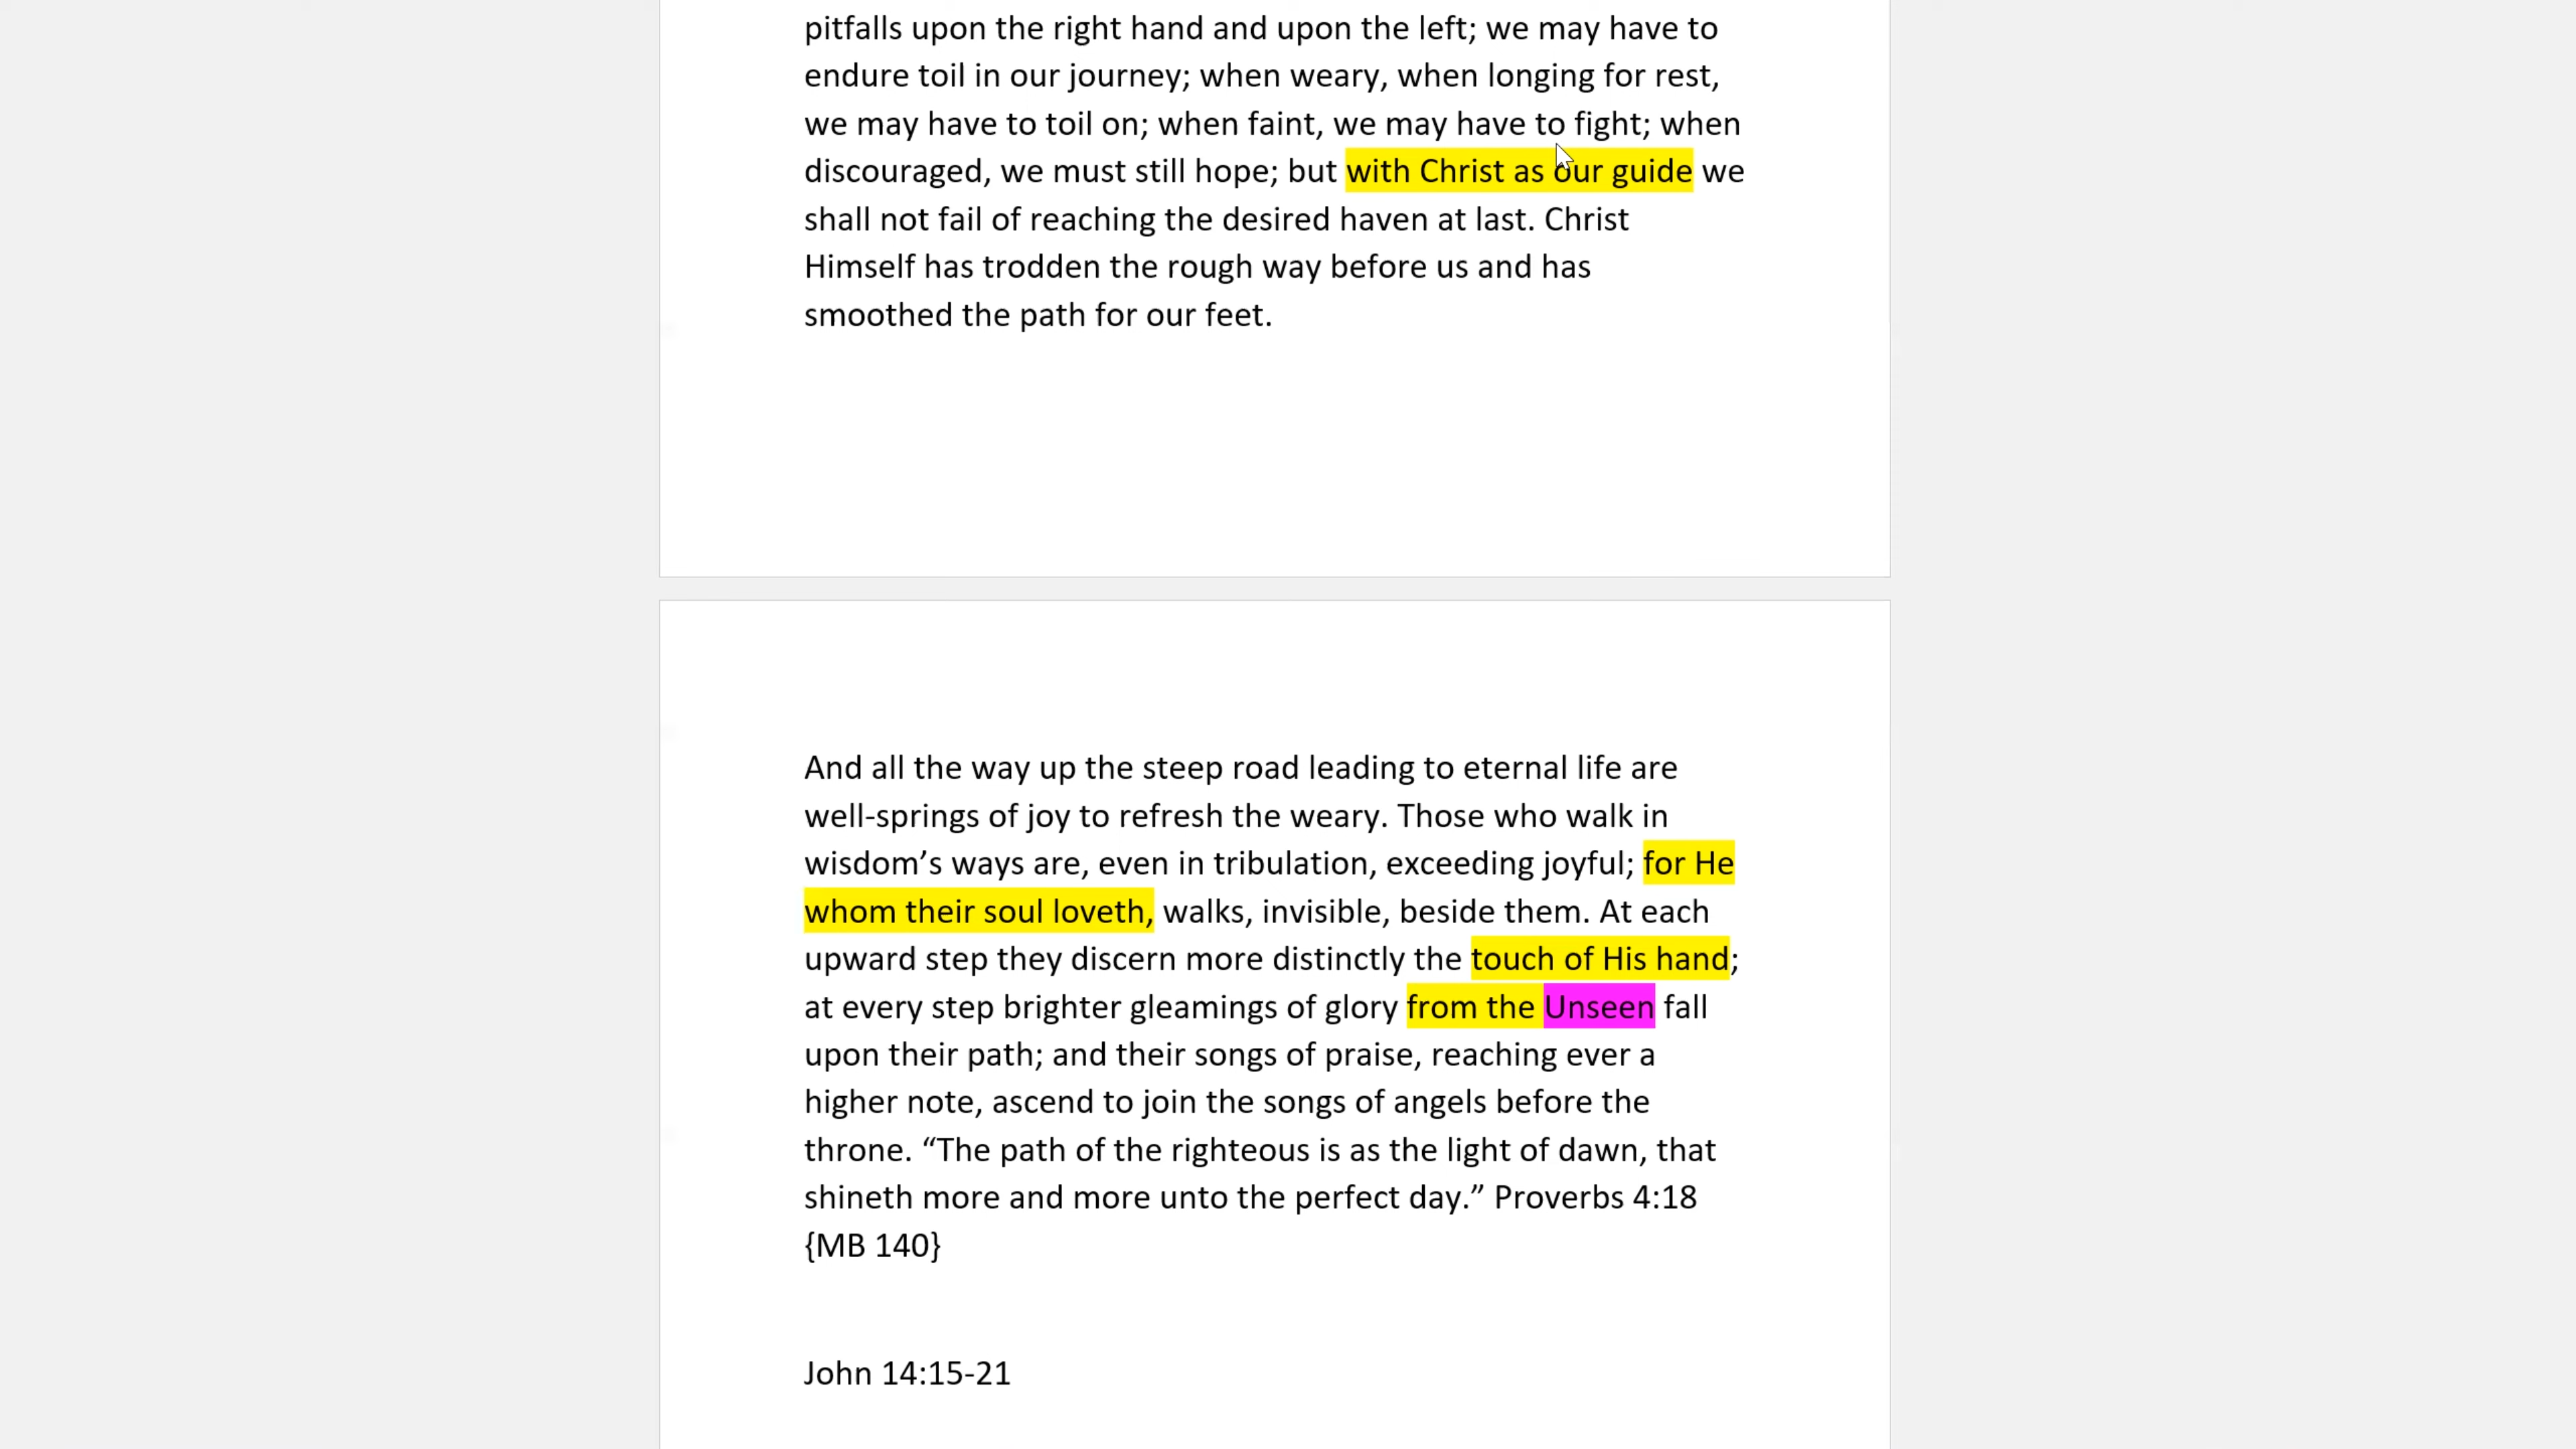 pitfalls upon the right hand and upon the left; we may have to
endure toil in our journey; when weary, when longing for rest,
we may have to toil on; when faint, we may have to fight; when
discouraged, we must still hope; but with Christ as our guide we
shall not fail of reaching the desired haven at last. Christ
Himself has trodden the rough way before us and has
smoothed the path for our feet.
And all the way up the steep road leading to eternal life are
well-springs of joy to refresh the weary. Those who walk in
wisdom’s ways are, even in tribulation, exceeding joyful; for He
whom their soul loveth, walks, invisible, beside them. At each
upward step they discern more distinctly the touch of His hand;
at every step brighter gleamings of glory from the Unseen fall
upon their path; and their songs of praise, reaching ever a
higher note, ascend to join the songs of angels before the
throne. “The path of the righteous is as the light of dawn, that
shineth more and more unto the perfect day.” Proverbs 4:18
{MB 140}
John 14:15-21